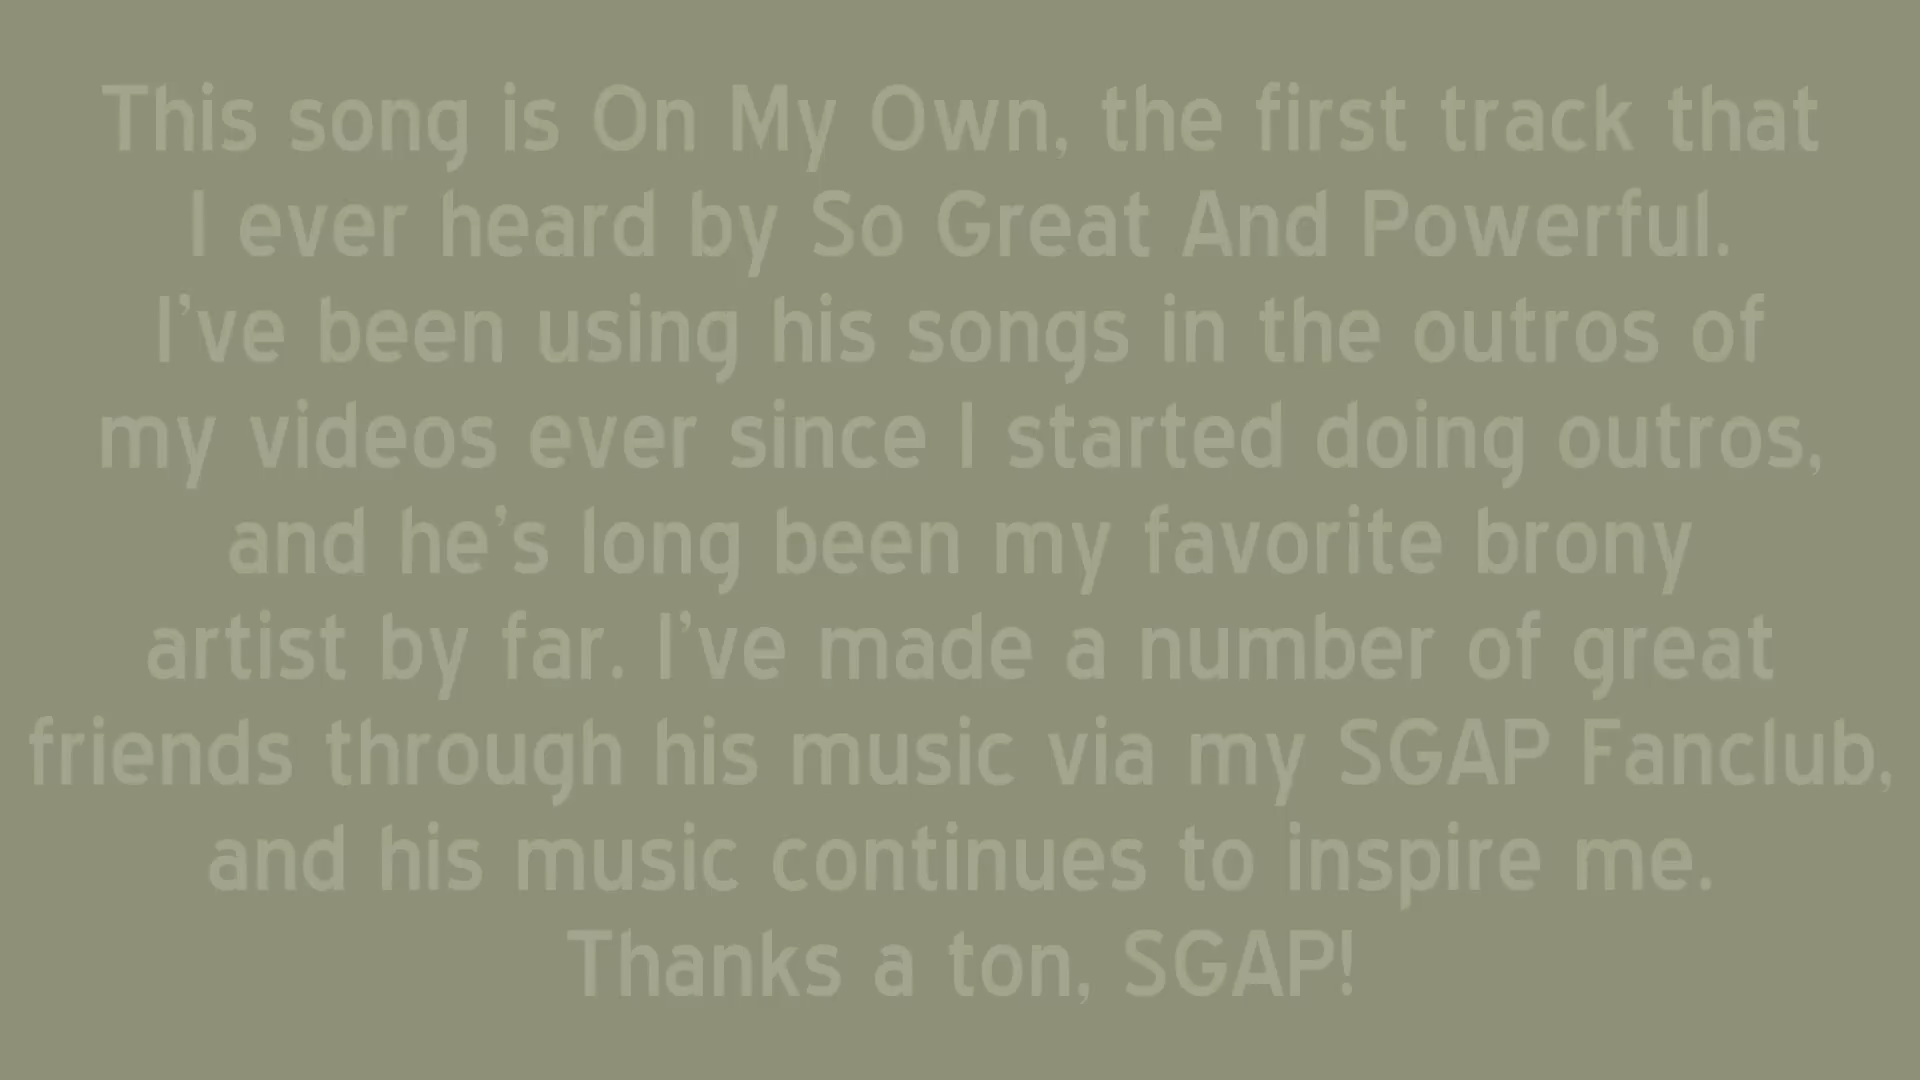 This song is On My Own, the first track that
I ever heard by So Great And Powerful.
I've been using his songs in the outros of
my videos ever since I started doing outros,
and he's long been my favorite brony
artist by far. I've made a number of great
friends through his music via my SGAP Fanclub,
and his music continues to inspire me.
Thanks a ton, SGAP!